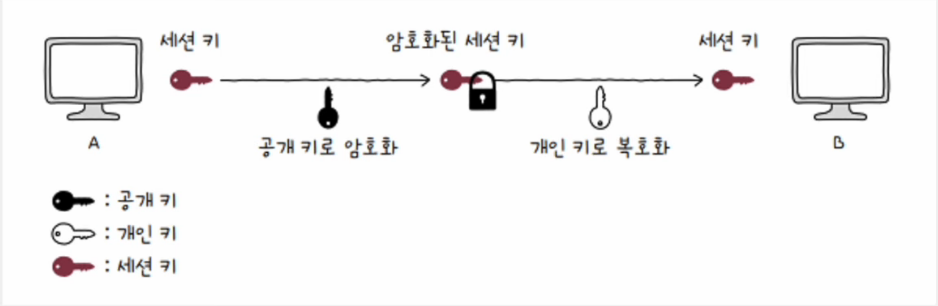 세션 키
암호화된 세션 키
세션 키
공개 키로 암호화
개인 키로 복호화
A
B
: 공개 키
: 개인 키
: 세션 키